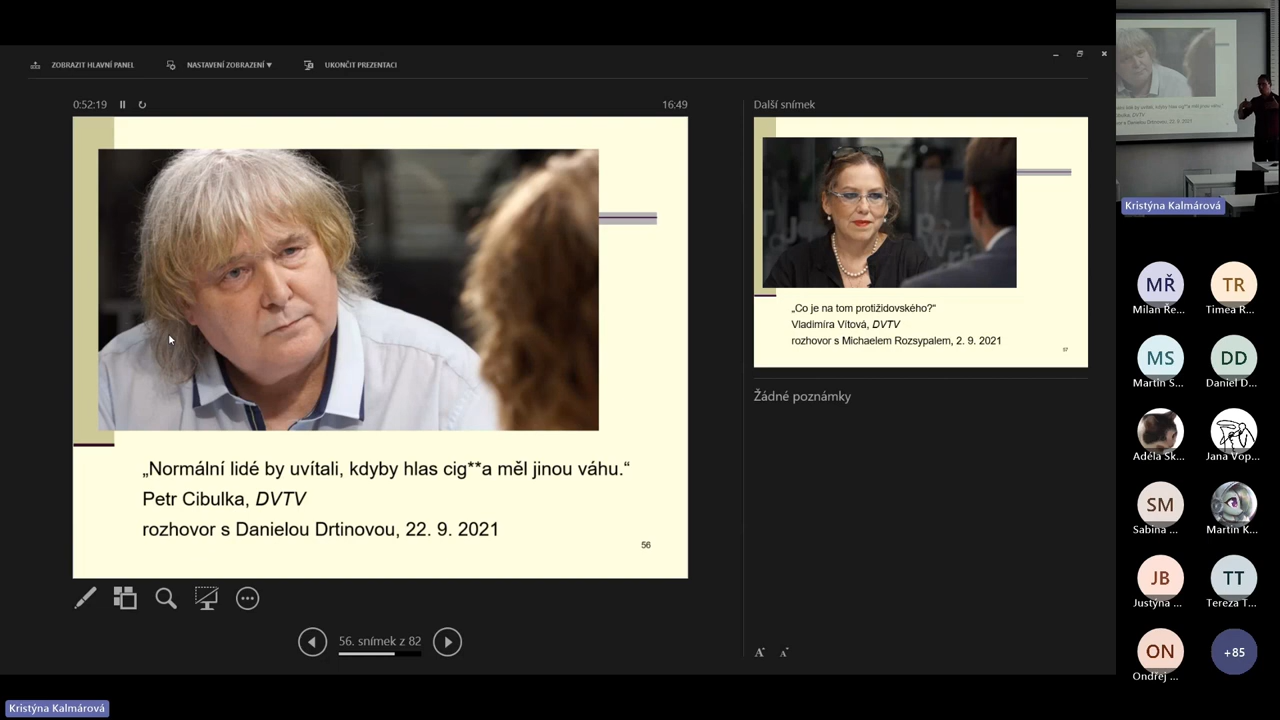 ZOBRAZIT HLAVNÍ PANEL
NASTAVENÍ ZOBRAZENÍ
UKONČIT PREZENTACI
0:52:19
16:49
„Normální lidé by uvítali, kdyby hlas cig**a měl jinou váhu.“
Petr Cibulka, DVTV
rozhovor s Danielou Drtinovou, 22. 9. 2021
56
56. snímek z 82
Další snímek
„Co je na tom protižidovského?“
Vladimíra Vítová, DVTV
rozhovor s Michaelem Rozsypalem, 2. 9. 2021
57
Žádné poznámky
A
A
Kristýna Kalmárová
MŘ
Milan Ře...
TR
Timea R...
MS
Martin S...
DD
Daniel D...
Adéla Sk...
Jana Vop...
SM
Sabina ...
Martin K...
JB
Justýna ...
TT
Tereza T...
ON
Ondřej ...
+85
Kristýna Kalmárová